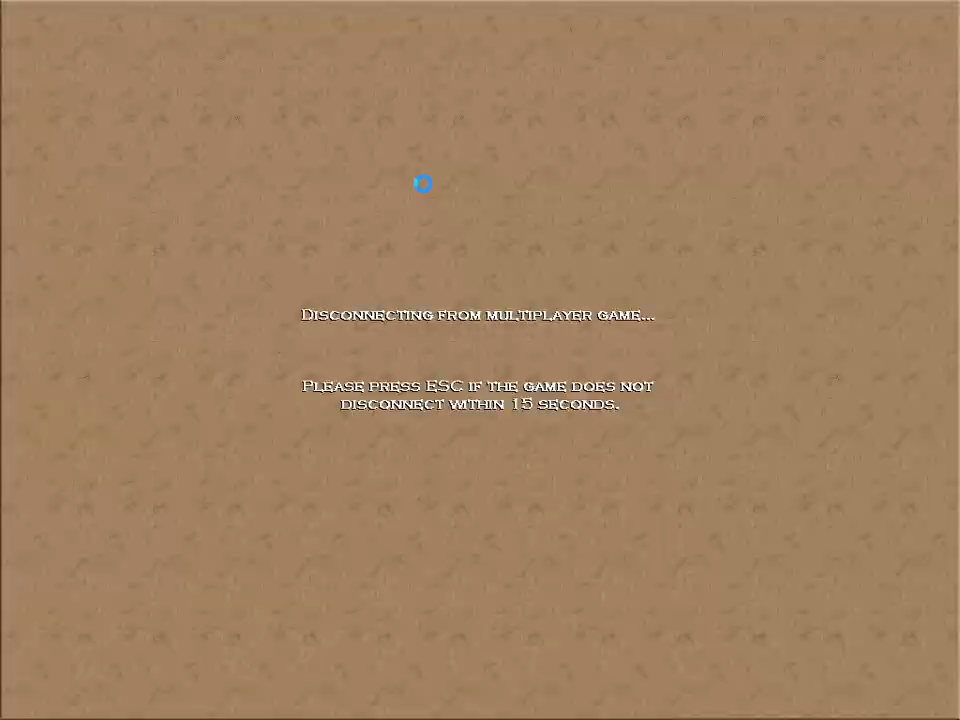 Disconnecting from multiplayer game...
Please press ESC if the game does not
disconnect within 15 seconds.